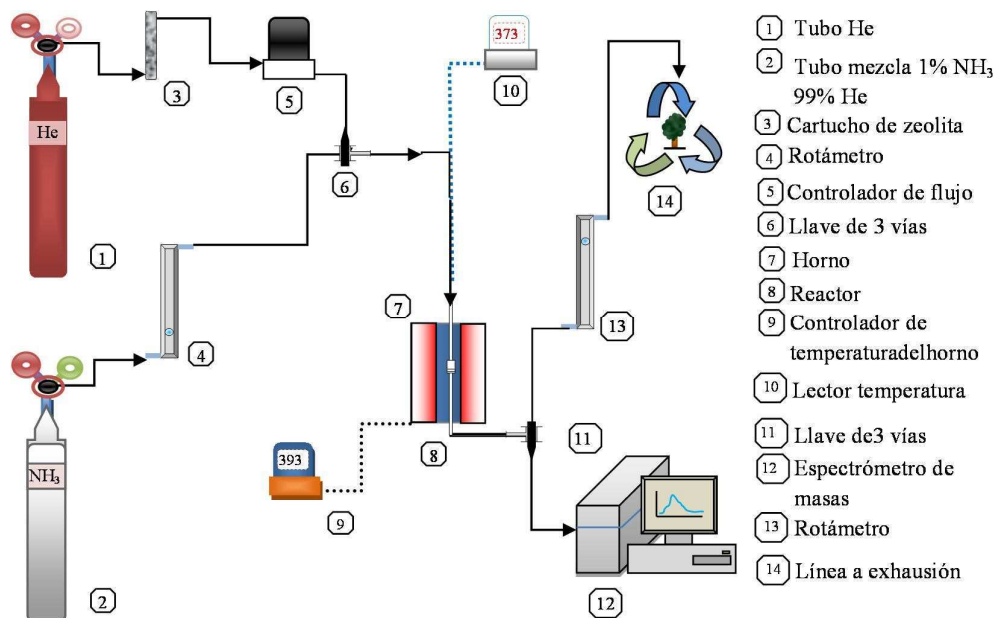 He
1
3
5
373
10
6
14
4
7
13
NH₃
2
393
9
8
11
12
1 Tubo He
2 Tubo mezcla 1% NH₃
99% He
3 Cartucho de zeolita
4 Rotámetro
5 Controlador de flujo
6 Llave de 3 vías
7 Horno
8 Reactor
9 Controlador de
temperaturadelhorno
10 Lector temperatura
11 Llave de3 vías
12 Espectrómetro de
masas
13 Rotámetro
14 Línea a exhausión